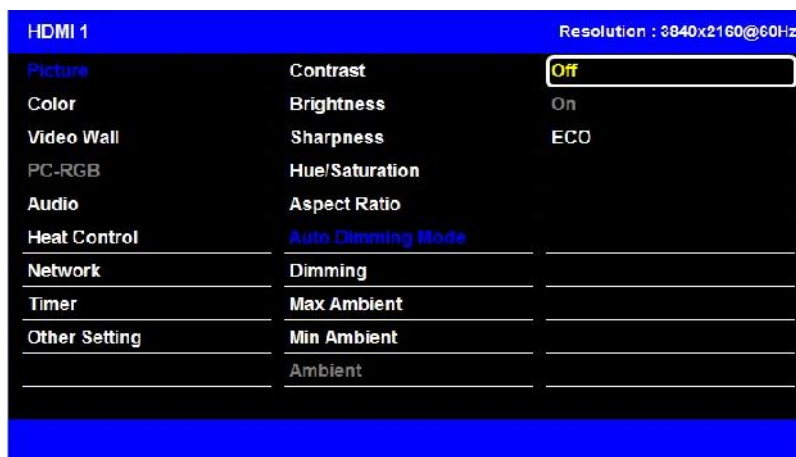 HDMI 1
Resolution : 3840x2160@60Hz
Picture
Contrast
Off
Color
Brightness
On
Video Wall
Sharpness
ECO
PC-RGB
Hue/Saturation
Audio
Aspect Ratio
Heat Control
Auto Dimming Mode
Network
Dimming
Timer
Max Ambient
Other Setting
Min Ambient
Ambient